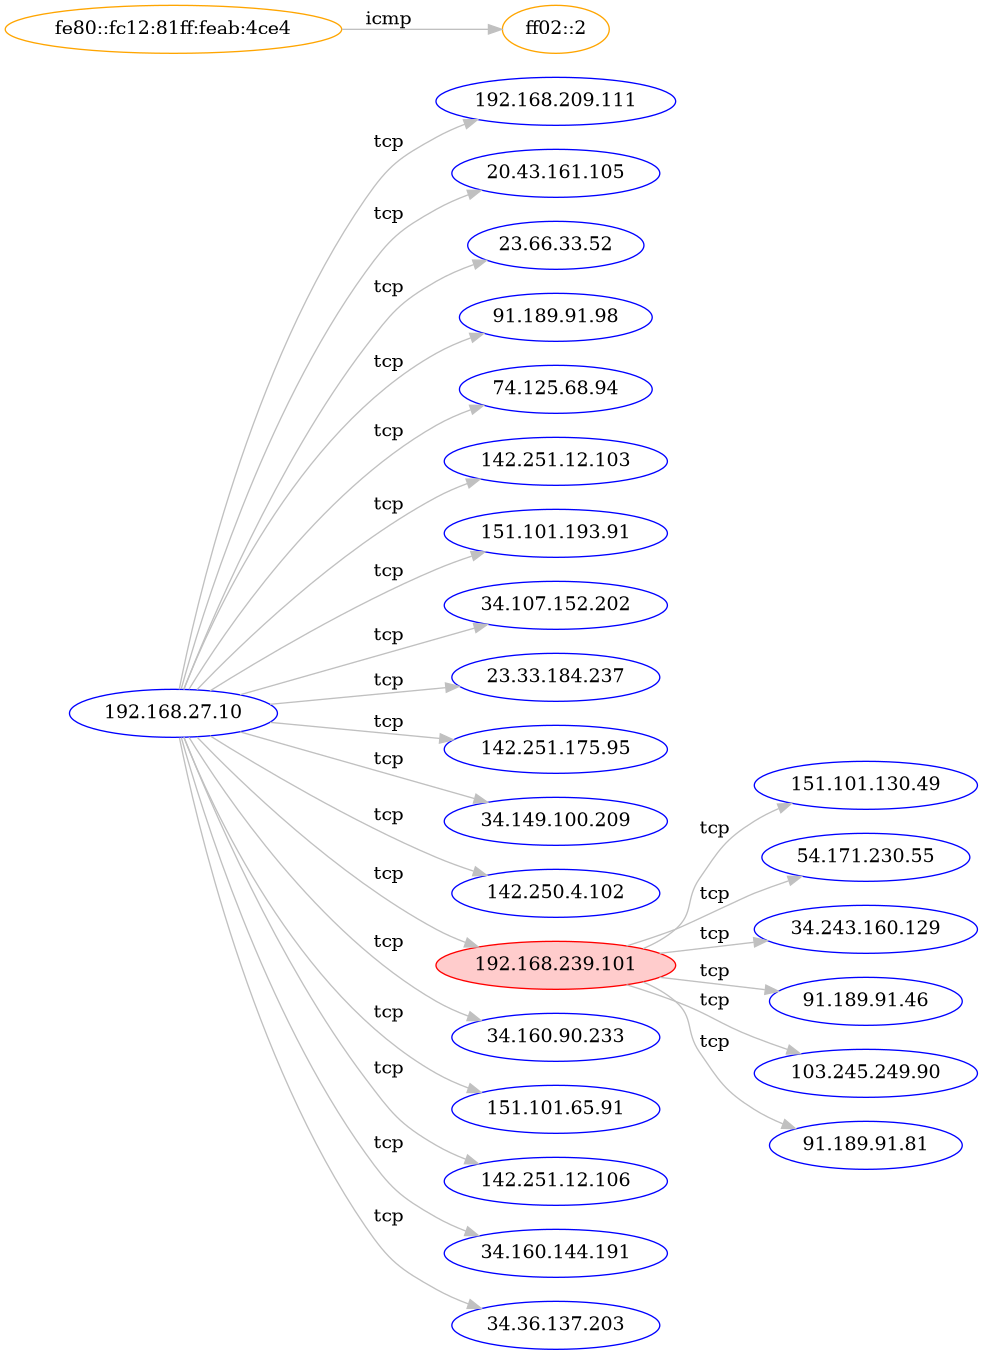 fe80::fc12:81ff:feab:4ce4
icmp
ff02::2
192.168.209.111
tcp
20.43.161.105
tcp
23.66.33.52
tcp
91.189.91.98
tcp
74.125.68.94
tcp
142.251.12.103
tcp
151.101.193.91
tcp
34.107.152.202
tcp
23.33.184.237
tcp
192.168.27.10
142.251.175.95
tcp
34.149.100.209
tcp
142.250.4.102
tcp
192.168.239.101
tcp
34.160.90.233
tcp
151.101.65.91
tcp
142.251.12.106
tcp
34.160.144.191
tcp
34.36.137.203
tcp
151.101.130.49
tcp
54.171.230.55
tcp
34.243.160.129
tcp
91.189.91.46
tcp
103.245.249.90
tcp
91.189.91.81
tcp